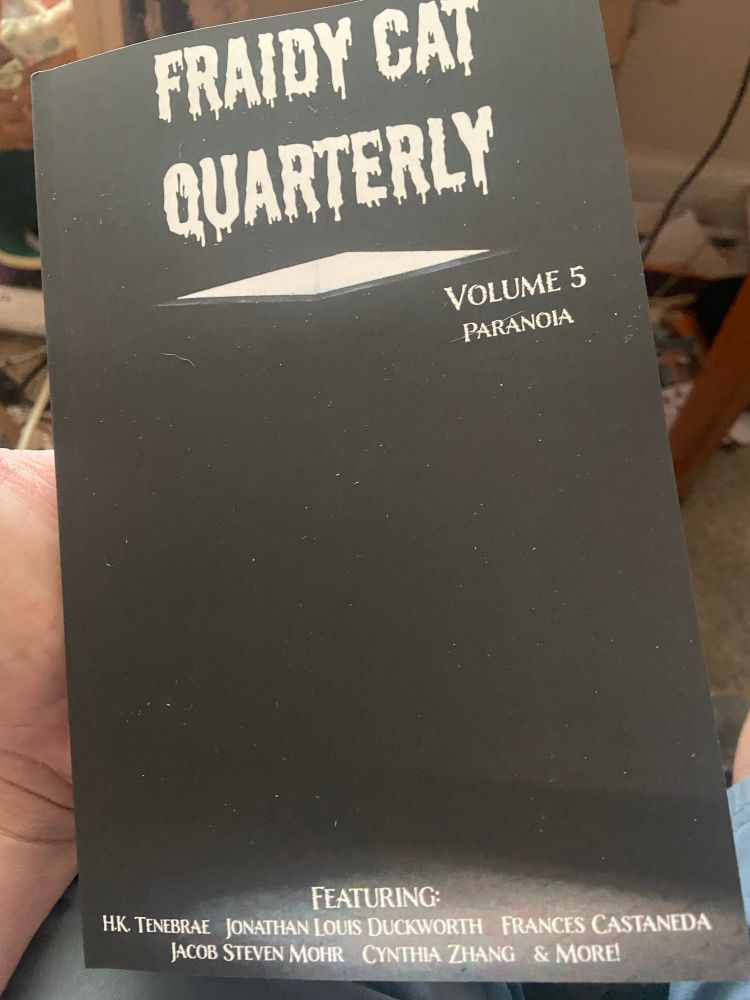 FRAIDY CAT
QUARTERLY
VOLUME 5
PARANOIA
FEATURING:
H.K. TENEBRAE JONATHAN LOUIS DUCKWORTH FRANCES CASTANEDA
JACOB STEVEN MOHR CYNTHIA ZHANG & MORE!